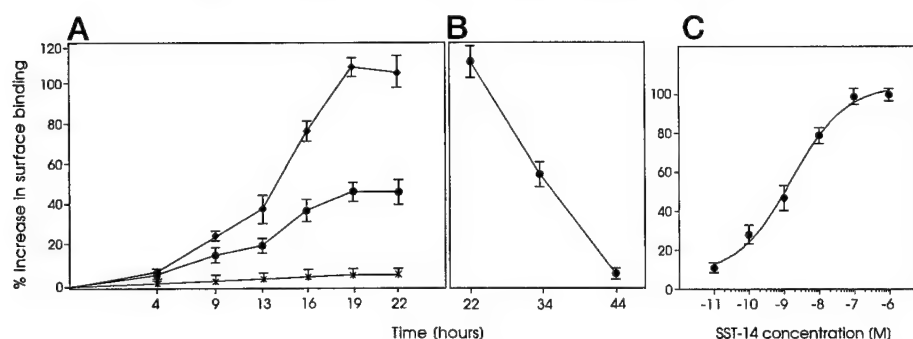 A
B
C
% Increase in surface binding
120
100
80
60
40
20
0
4 9 13 16 19 22
22 34 44
Time (hours)
100
80
60
40
20
0
-11 -10 -9 -8 -7 -6
SST-14 concentration (M)